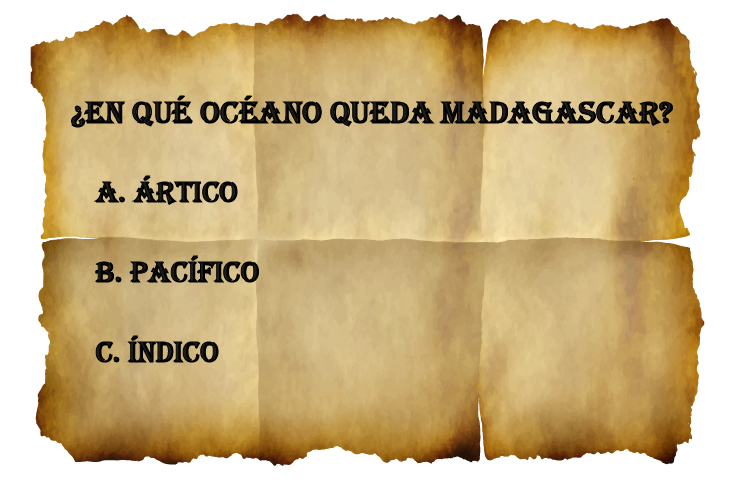 ¿EN QUÉ OCÉANO QUEDA MADAGASCAR?
A. ÁRTICO
B. PACÍFICO
C. ÍNDICO